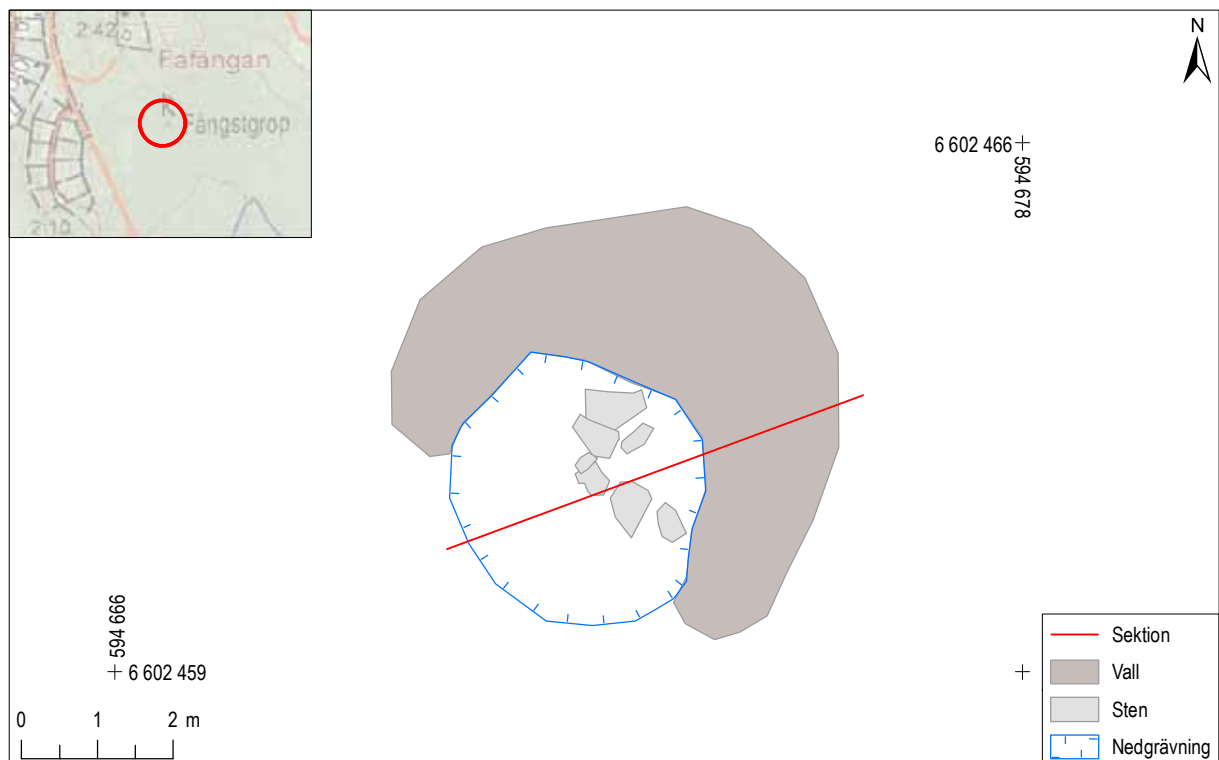 2:42
Fångstgrop
2:10
N
6 602 466
594 678
594 666
6 602 459
0 1 2 m
Sektion
Vall
Sten
Nedgrävning